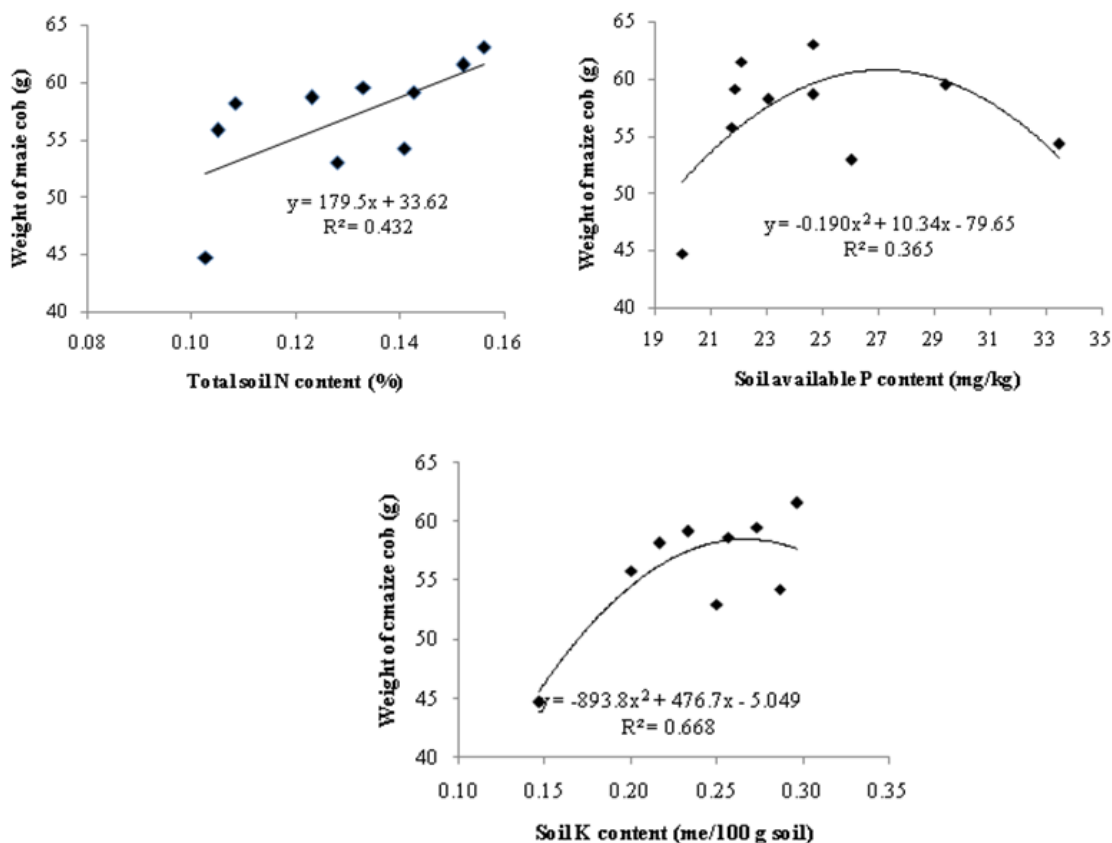 Weight of maie cob (g)
65
60
55
50
45
40
y = 179.5x + 33.62
R² = 0.432
0.08 0.10 0.12 0.14 0.16
Total soil N content (%)
Weight of maize cob (g)
65
60
55
50
45
40
y = -0.190x² + 10.34x - 79.65
R² = 0.365
19 21 23 25 27 29 31 33 35
Soil available P content (mg/kg)
Weight of cmaize cob (g)
65
60
55
50
45
40
y = -893.8x² + 476.7x - 5.049
R² = 0.668
0.10 0.15 0.20 0.25 0.30 0.35
Soil K content (me/100 g soil)